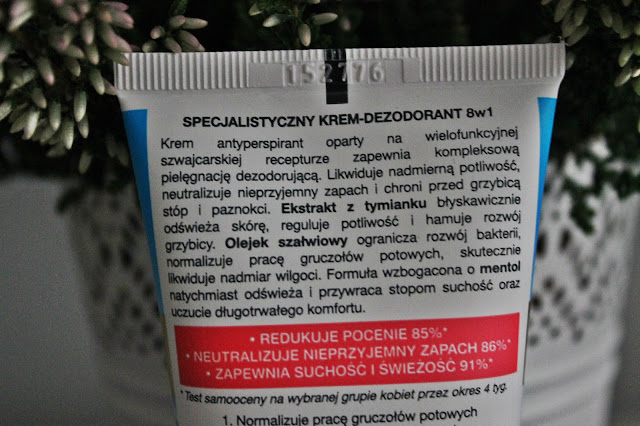 152776
SPECJALISTYCZNY KREM-DEZODORANT 8w1
Krem antyperspirant oparty na wielofunkcyjnej
szwajcarskiej recepturze zapewnia kompleksową
pielęgnację dezodorującą. Likwiduje nadmierną potliwość,
neutralizuje nieprzyjemny zapach i chroni przed grzybicą
stóp i paznokci. Ekstrakt z tymianku błyskawicznie
odświeża skórę, reguluje potliwość i hamuje rozwój
grzybicy. Olejek szałwiowy ogranicza rozwój bakterii,
normalizuje pracę gruczołów potowych, skutecznie
likwiduje nadmiar wilgoci. Formuła wzbogacona o mentol
natychmiast odświeża i przywraca stopom suchość oraz
uczucie długotrwałego komfortu.
• REDUKUJE POCENIE 85%*
• NEUTRALIZUJE NIEPRZYJEMNY ZAPACH 86%*
• ZAPEWNIA SUCHOŚĆ I ŚWIEŻOŚĆ 91%*
*Test samooceny na wybranej grupie kobiet przez okres 4 tyg.
1. Normalizuje pracę gruczołów potowych